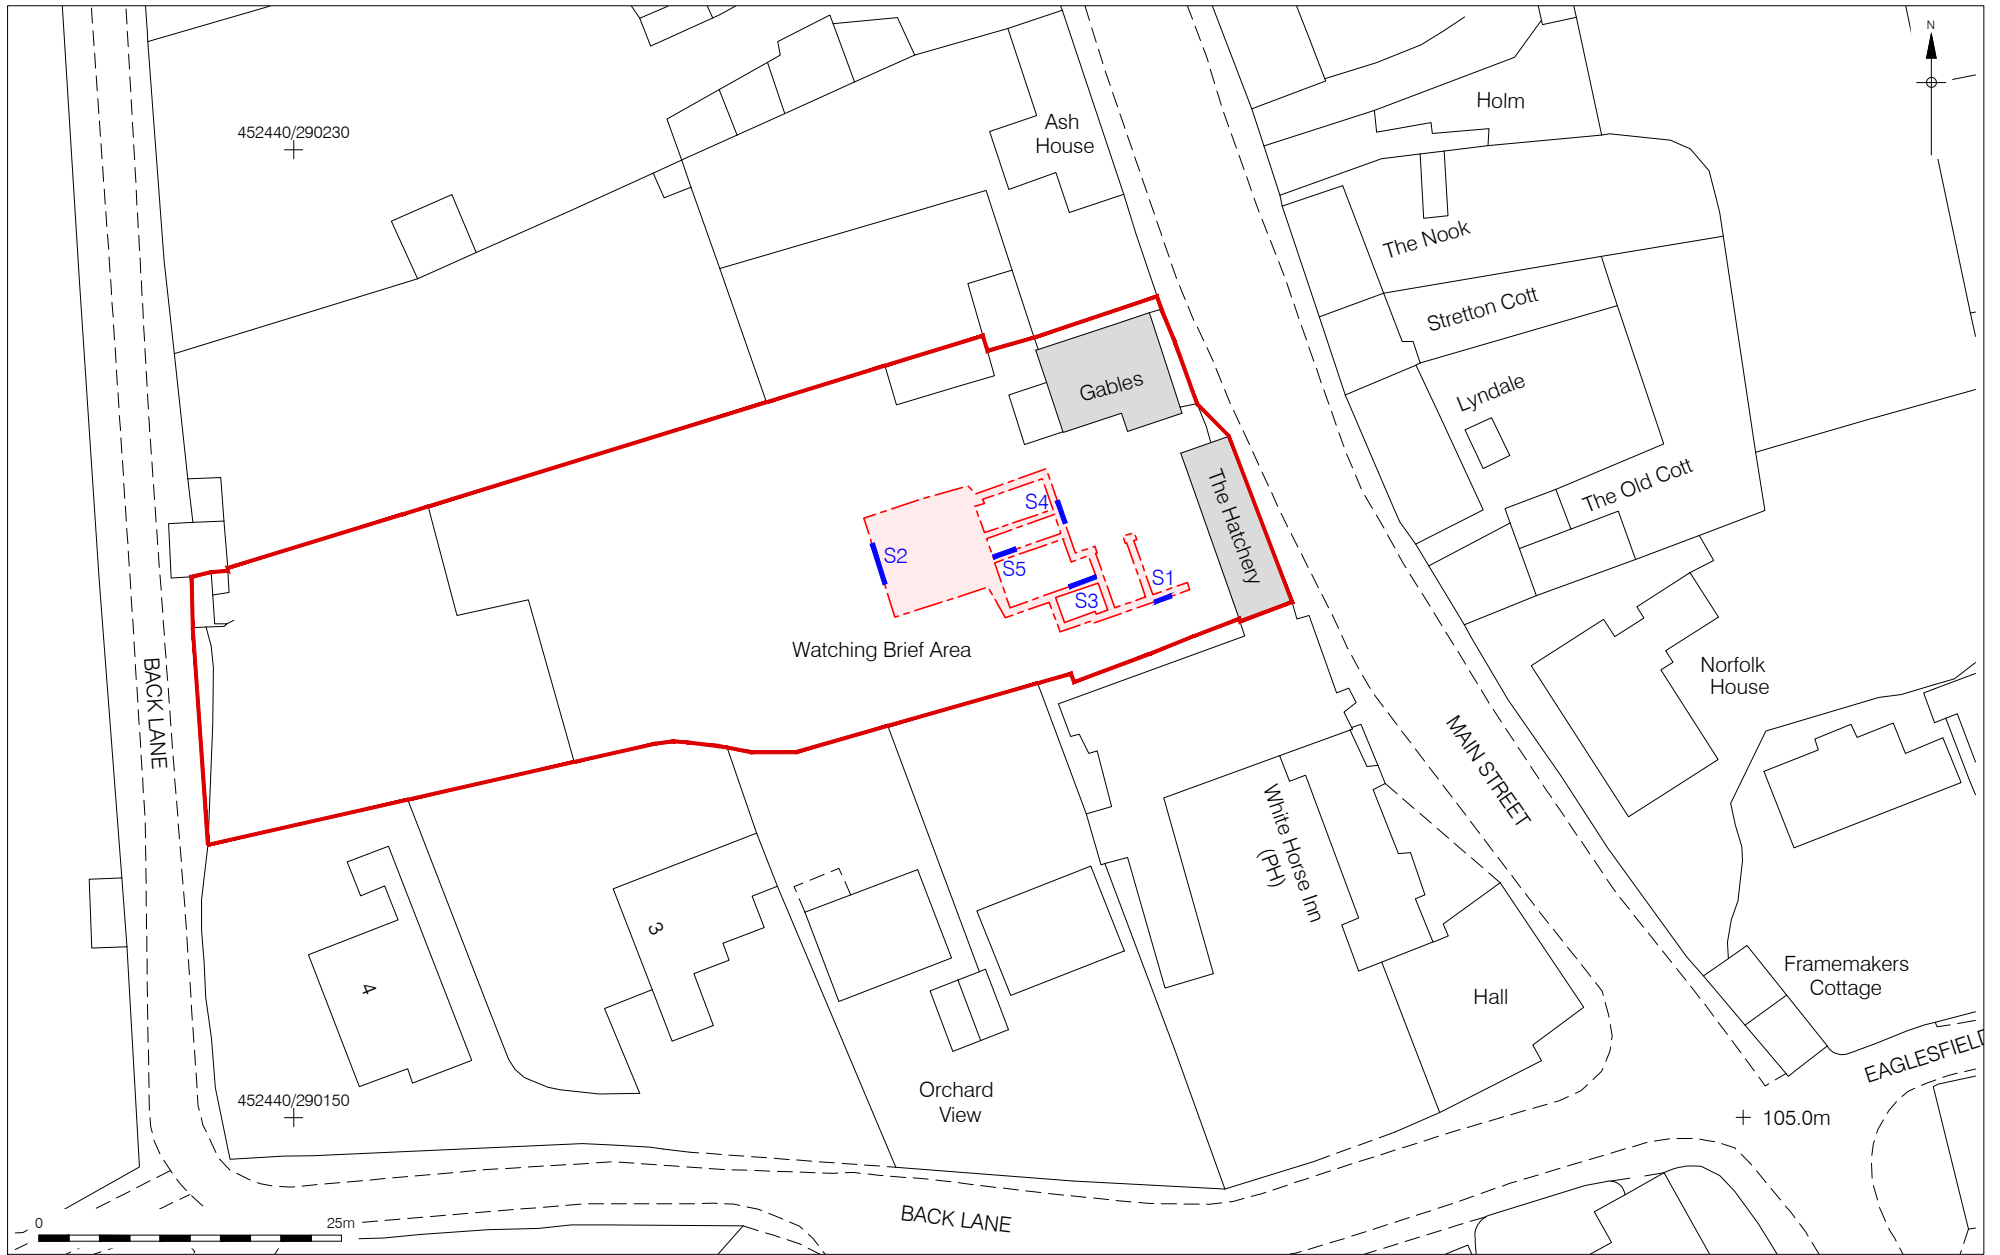 N
Holm
Ash
House
452440/290230
The Nook
Stretton Cott
Gables
Lyndale
The Old Cott
The Hatchery
S4
S2
S5
S1
S3
Watching Brief Area
BACK LANE
Norfolk
House
MAIN STREET
White Horse Inn
(PH)
3
4
Framemakers
Cottage
Hall
EAGLESFIELD
Orchard
View
452440/290150
105.0m
BACK LANE
0
25m